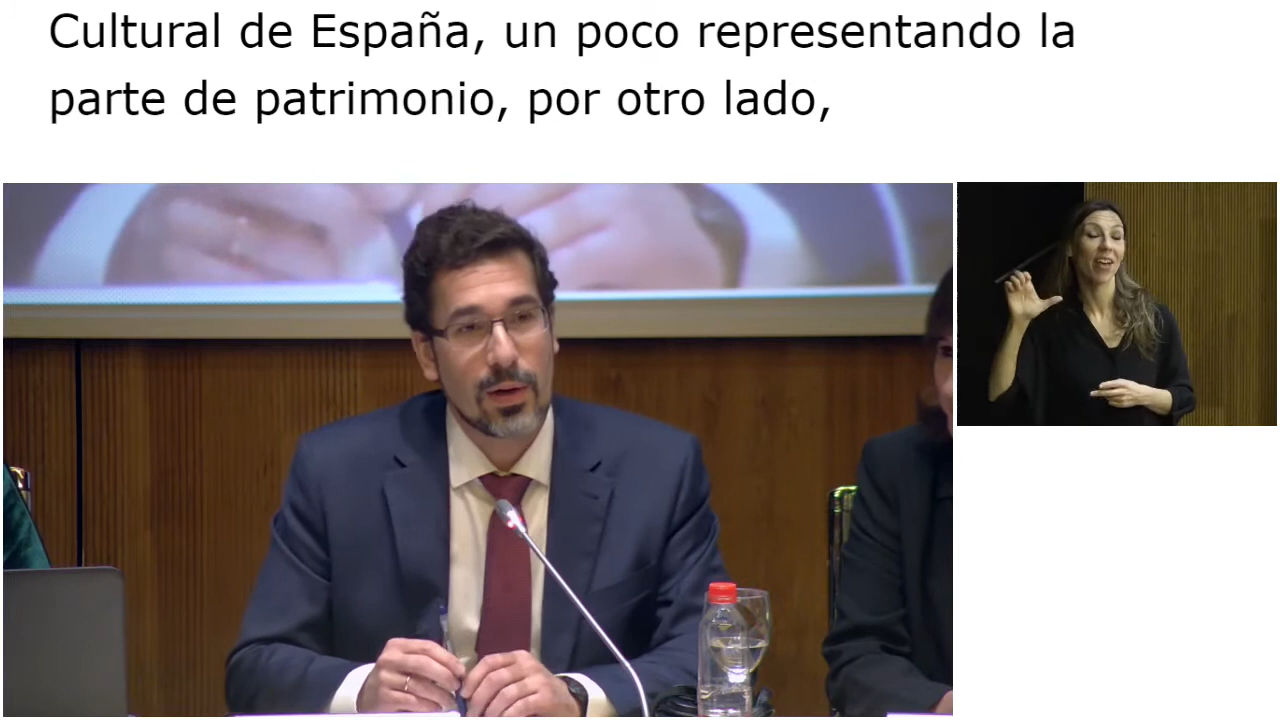 Cultural de España, un poco representando la
parte de patrimonio, por otro lado,